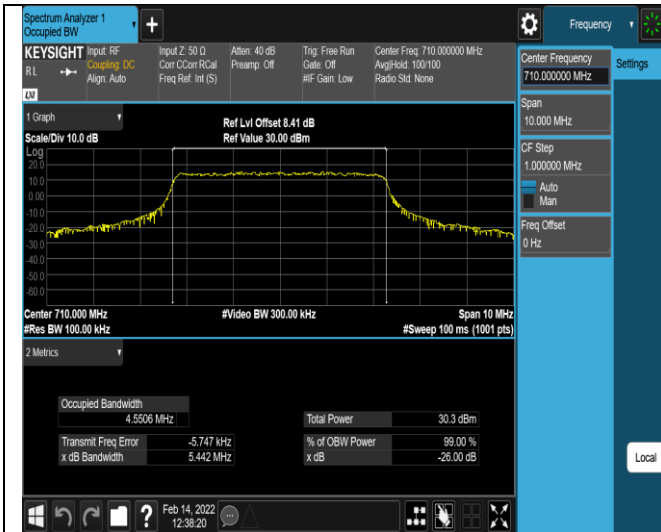 Spectrum Analyzer 1
Occupied BW
+
Frequency
KEYSIGHT
Input: RF
Coupling: DC
Align: Auto
Input Z: 50 Ω
Corr CCorr RCal
Freq Ref: Int (S)
Atten: 40 dB
Preamp: Off
Trig: Free Run
Gate: Off
#IF Gain: Low
Center Freq: 710.000000 MHz
Avg|Hold: 100/100
Radio Std: None
R L
LXI
Center Frequency
710.000000 MHz
Settings
Span
10.000 MHz
CF Step
1.000000 MHz
Auto
Man
Freq Offset
0 Hz
Local
1 Graph
Scale/Div 10.0 dB
Ref Lvl Offset 8.41 dB
Ref Value 30.00 dBm
Log
20.0
10.0
0.00
-10.0
-20.0
-30.0
-40.0
-50.0
-60.0
Center 710.000 MHz
#Video BW 300.00 kHz
Span 10 MHz
#Res BW 100.00 kHz
#Sweep 100 ms (1001 pts)
2 Metrics
Occupied Bandwidth
4.5506 MHz
Total Power 30.3 dBm
Transmit Freq Error -5.747 kHz
% of OBW Power 99.00 %
x dB Bandwidth 5.442 MHz
x dB -26.00 dB
?
Feb 14, 2022
12:38:20